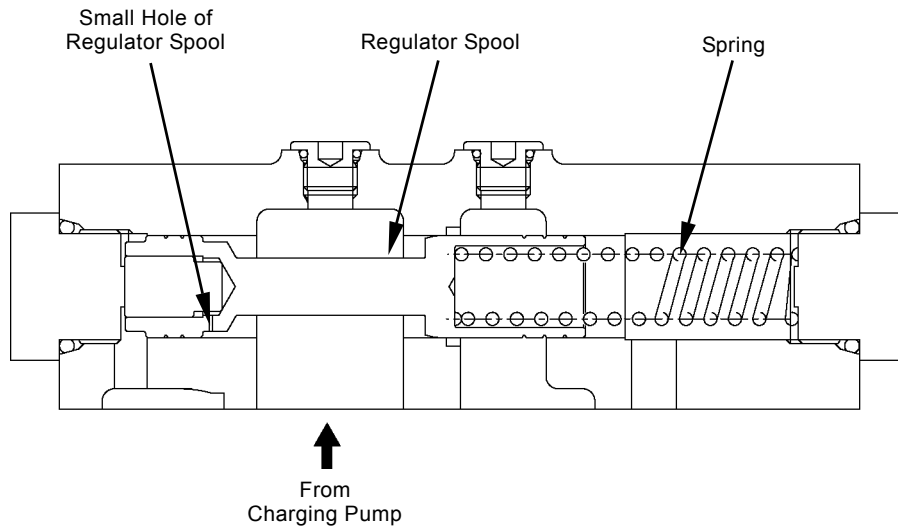 Small Hole of
Regulator Spool
Regulator Spool
Spring
From
Charging Pump